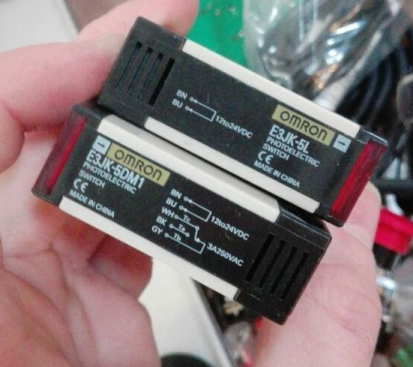 BN
BU
12to24VDC
OMRON
E3JK-5L
PHOTOELECTRIC
SWITCH
CE
MADE IN CHINA
OMRON
E3JK-5DM1
PHOTOELECTRIC
SWITCH
CE
MADE IN CHINA
BN
BU
12to24VDC
WH
BK
GY
3A250VAC